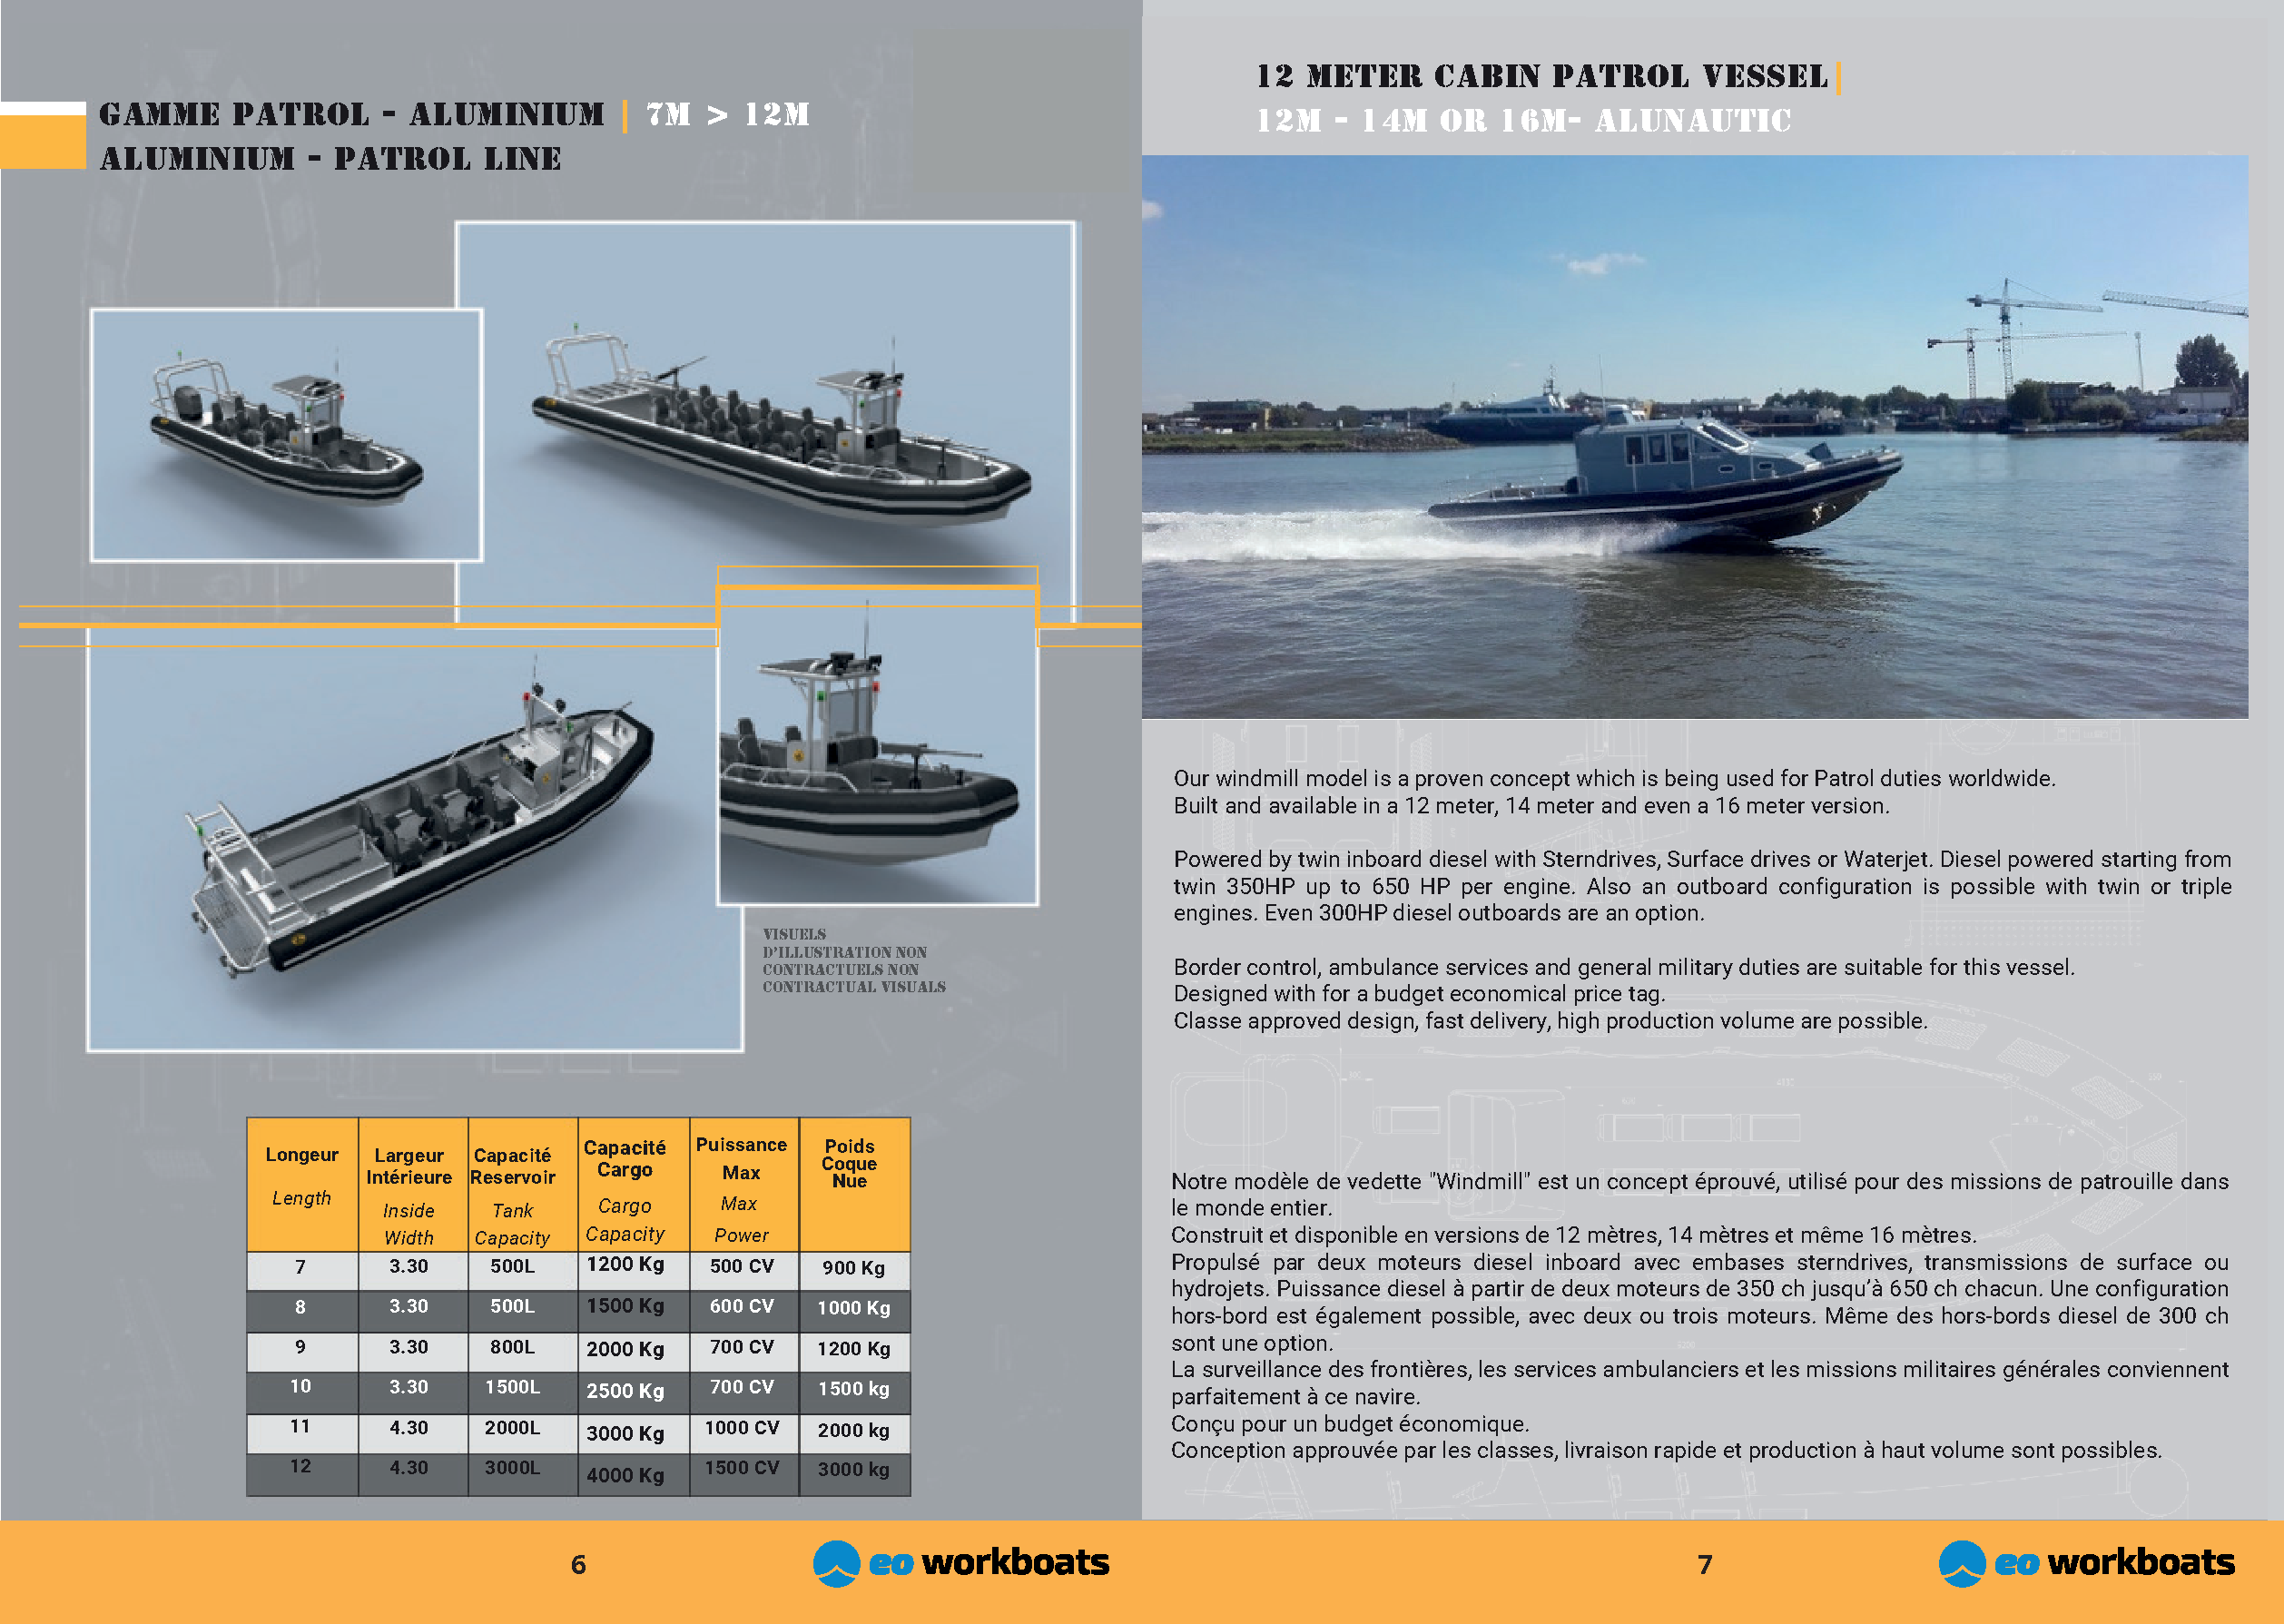 GAMME PATROL - ALUMINIUM | 7M > 12M
ALUMINIUM - PATROL LINE
VISUELS
D'ILLUSTRATION NON
CONTRACTUELS NON
CONTRACTUAL VISUALS
Longeur Largeur Intérieure Capacité Reservoir Capacité Cargo Puissance Max Poids Coque Nue
Length Inside Width Tank Capacity Cargo Capacity Max Power
7 3.30 500L 1200 Kg 500 CV 900 Kg
8 3.30 500L 1500 Kg 600 CV 1000 Kg
9 3.30 800L 2000 Kg 700 CV 1200 Kg
10 3.30 1500L 2500 Kg 700 CV 1500 kg
11 4.30 2000L 3000 Kg 1000 CV 2000 kg
12 4.30 3000L 4000 Kg 1500 CV 3000 kg
6
eo workboats
12 METER CABIN PATROL VESSEL|
12M - 14M OR 16M- ALUNAUTIC
Our windmill model is a proven concept which is being used for Patrol duties worldwide.
Built and available in a 12 meter, 14 meter and even a 16 meter version.
Powered by twin inboard diesel with Sterndrives, Surface drives or Waterjet. Diesel powered starting from
twin 350HP up to 650 HP per engine. Also an outboard configuration is possible with twin or triple
engines. Even 300HP diesel outboards are an option.
Border control, ambulance services and general military duties are suitable for this vessel.
Designed with for a budget economical price tag.
Classe approved design, fast delivery, high production volume are possible.
Notre modèle de vedette "Windmill" est un concept éprouvé, utilisé pour des missions de patrouille dans
le monde entier.
Construit et disponible en versions de 12 mètres, 14 mètres et même 16 mètres.
Propulsé par deux moteurs diesel inboard avec embases sterndrives, transmissions de surface ou
hydrojets. Puissance diesel à partir de deux moteurs de 350 ch jusqu’à 650 ch chacun. Une configuration
hors-bord est également possible, avec deux ou trois moteurs. Même des hors-bords diesel de 300 ch
sont une option.
La surveillance des frontières, les services ambulanciers et les missions militaires générales conviennent
parfaitement à ce navire.
Conçu pour un budget économique.
Conception approuvée par les classes, livraison rapide et production à haut volume sont possibles.
7
eo workboats